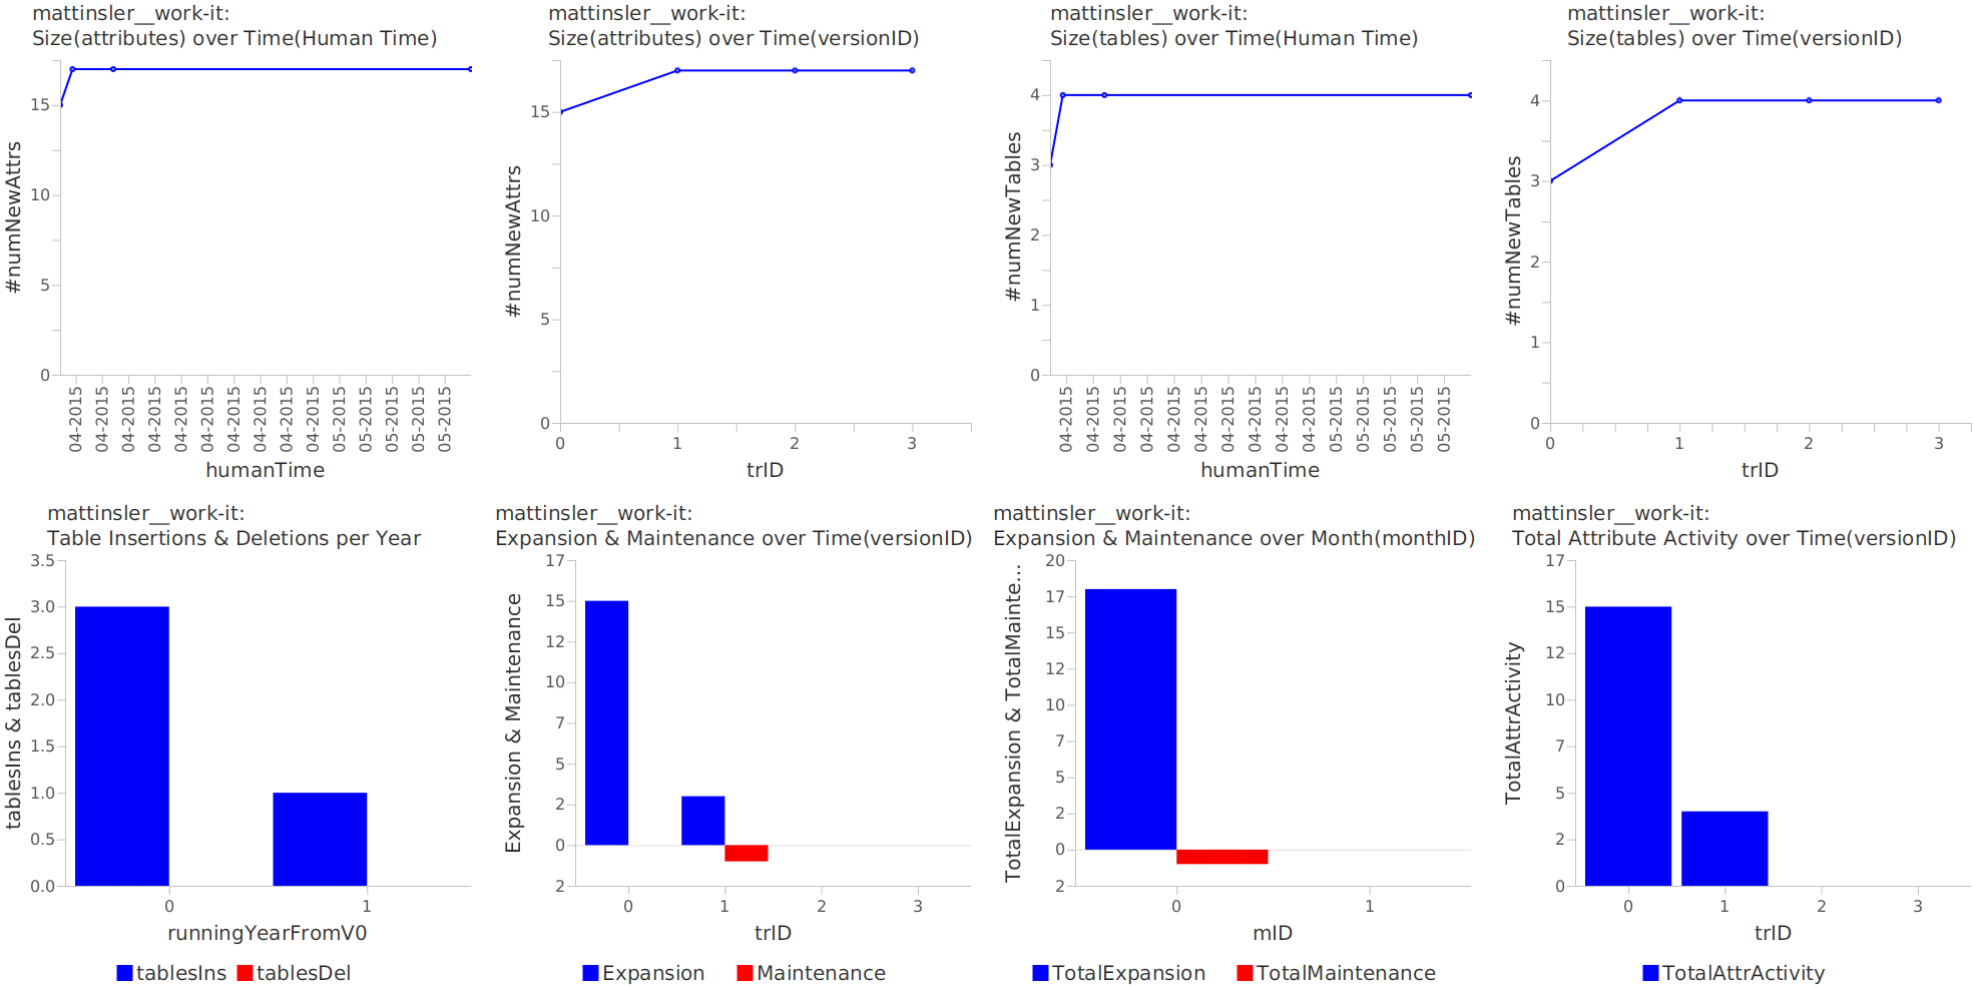 mattinsler__work-it:
Size(attributes) over Time(Human Time)
#numNewAttrs
15
10
5
0
04-2015
04-2015
04-2015
04-2015
04-2015
04-2015
04-2015
04-2015
04-2015
04-2015
05-2015
05-2015
05-2015
05-2015
05-2015
humanTime
mattinsler__work-it:
Size(attributes) over Time(versionID)
#numNewAttrs
15
10
5
0
0 1 2 3
trID
mattinsler__work-it:
Size(tables) over Time(Human Time)
#numNewTables
4
3
2
1
0
04-2015
04-2015
04-2015
04-2015
04-2015
04-2015
04-2015
04-2015
04-2015
04-2015
05-2015
05-2015
05-2015
05-2015
05-2015
humanTime
mattinsler__work-it:
Size(tables) over Time(versionID)
#numNewTables
4
3
2
1
0
0 1 2 3
trID
mattinsler__work-it:
Table Insertions & Deletions per Year
tablesIns & tablesDel
3.5
3.0
2.5
2.0
1.5
1.0
0.5
0.0
0 1
runningYearFromV0
tablesIns tablesDel
mattinsler__work-it:
Expansion & Maintenance over Time(versionID)
Expansion & Maintenance
17
15
12
10
7
5
2
0
2
0 1 2 3
trID
Expansion Maintenance
mattinsler__work-it:
Expansion & Maintenance over Month(monthID)
TotalExpansion & TotalMainte...
20
17
15
12
10
7
5
2
0
2
0 1
mID
TotalExpansion TotalMaintenance
mattinsler__work-it:
Total Attribute Activity over Time(versionID)
TotalAttrActivity
17
15
12
10
7
5
2
0
0 1 2 3
trID
TotalAttrActivity